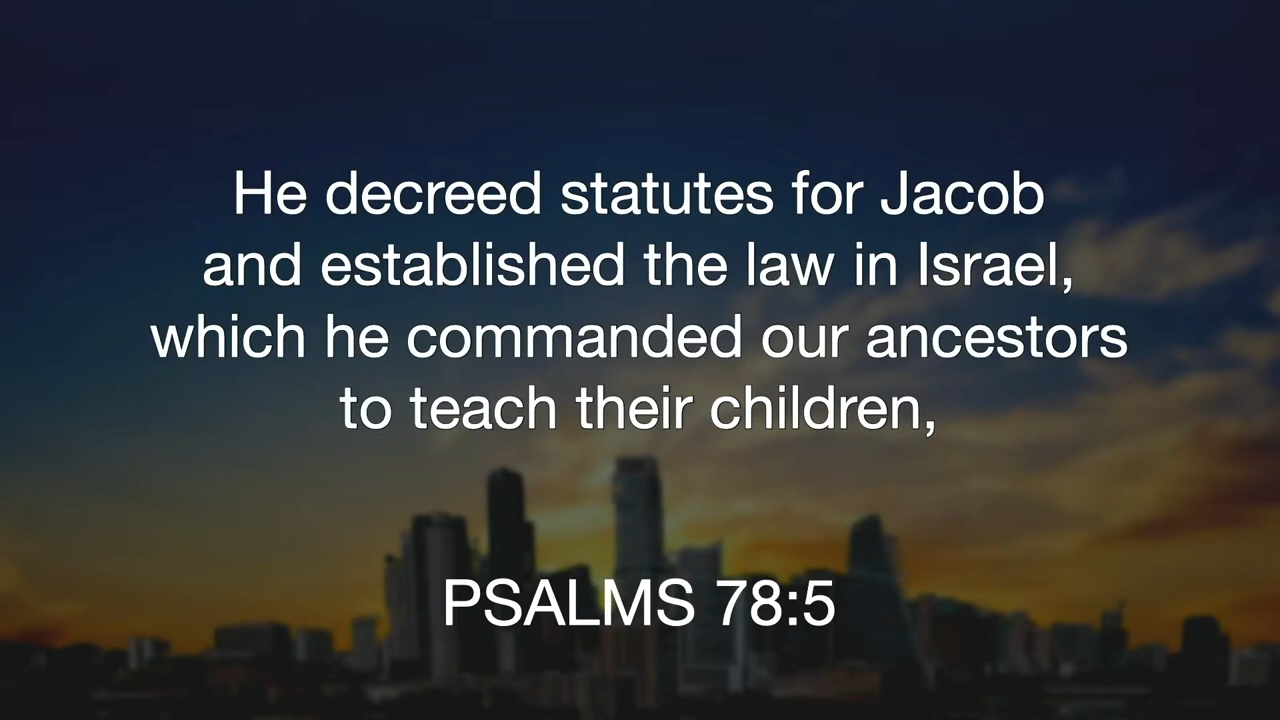 He decreed statutes for Jacob
and established the law in Israel,
which he commanded our ancestors
to teach their children,
PSALMS 78:5